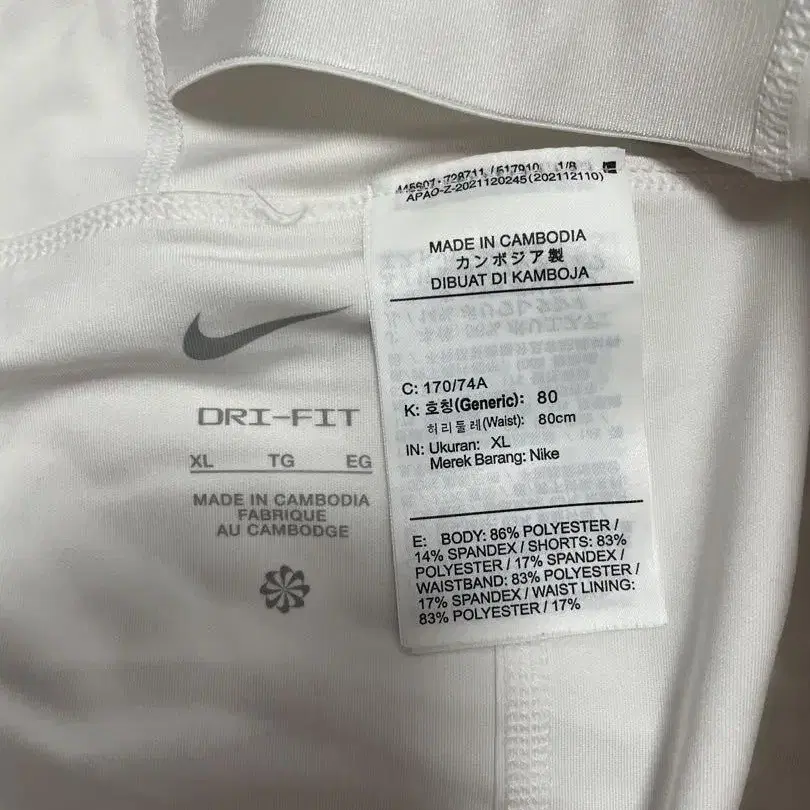 DRI-FIT
XL TG EG
MADE IN CAMBODIA
FABRIQUE
AU CAMBODGE
APAO-Z-2021120245(202112110)
MADE IN CAMBODIA
カンボジア製
DIBUAT DI KAMBOJA
C: 170/74A
K: 호칭(Generic): 80
허리둘레(Waist): 80cm
IN: Ukuran: XL
Merek Barang: Nike
E: BODY: 86% POLYESTER /
14% SPANDEX / SHORTS: 83%
POLYESTER / 17% SPANDEX /
WAISTBAND: 83% POLYESTER /
17% SPANDEX / WAIST LINING:
83% POLYESTER / 17%